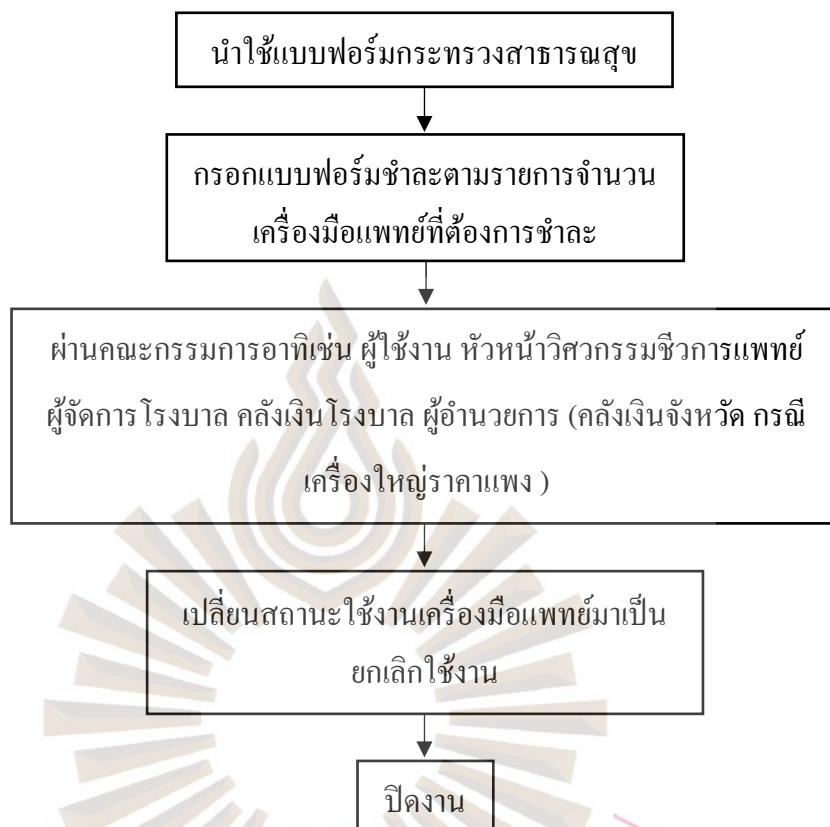 นำใช้แบบฟอร์มกระทรวงสาธารณสุข
กรอกแบบฟอร์มชำละตามรายการจำนวน
เครื่องมือแพทย์ที่ต้องการชำละ
ผ่านคณะกรรมการอาทิเช่น ผู้ใช้งาน หัวหน้าวิศวกรรมชีวการแพทย์
ผู้จัดการโรงบาล คลังเงินโรงบาล ผู้อำนวยการ (คลังเงินจังหวัด กรณี
เครื่องใหญ่ราคาแพง )
เปลี่ยนสถานะใช้งานเครื่องมือแพทย์มาเป็น
ยกเลิกใช้งาน
ปิดงาน